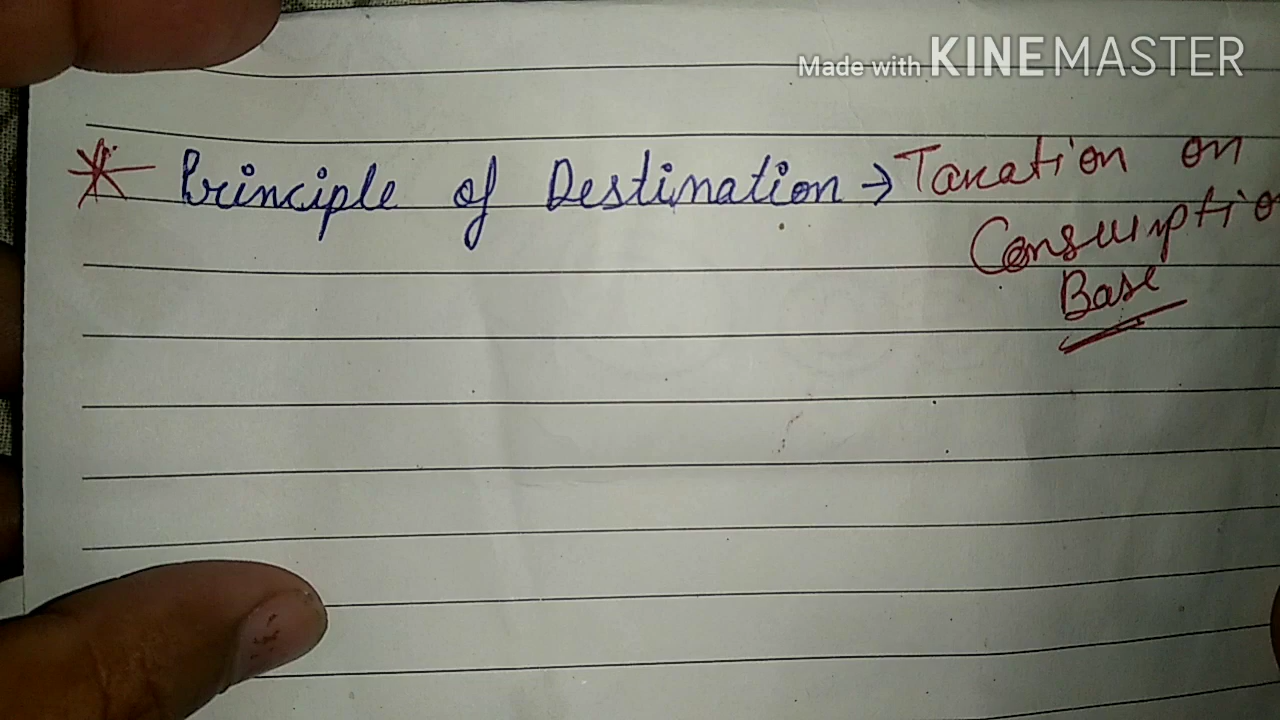 Made with KINEMASTER
* Principle of Destination → Taxation on
Consumptio
Base